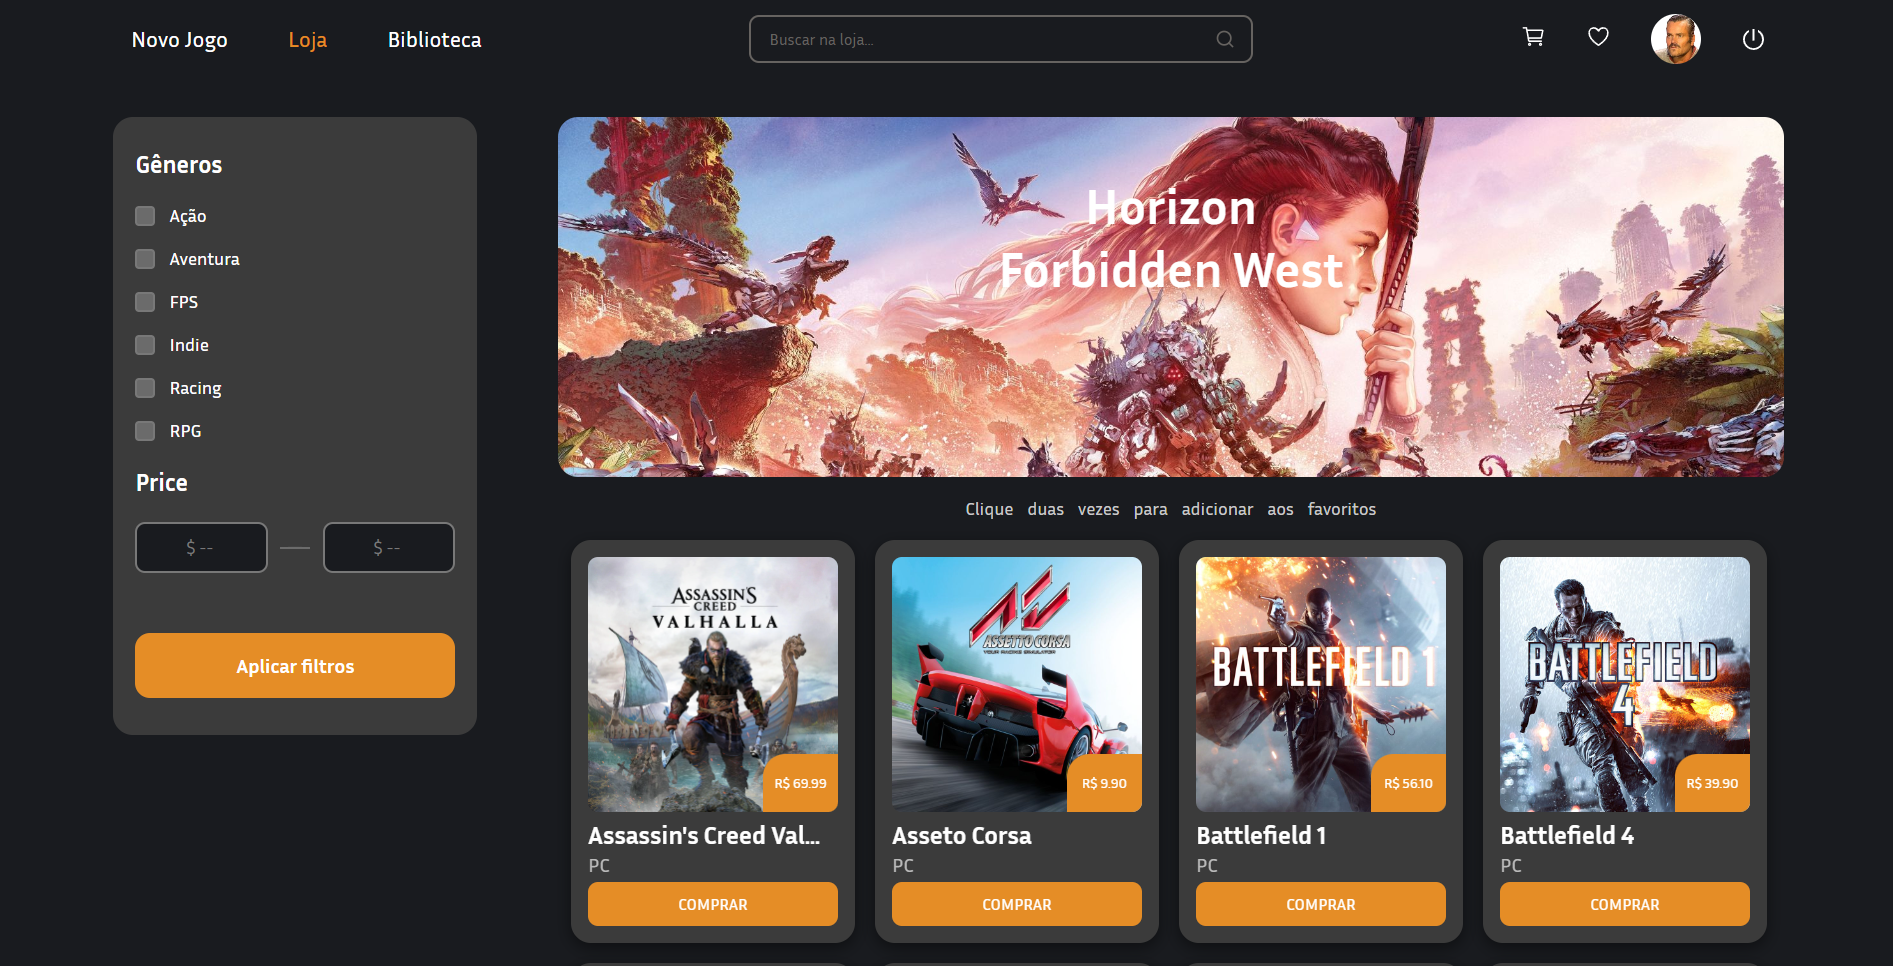 Novo Jogo
Loja
Biblioteca
Buscar na loja...
Gêneros
Ação
Aventura
FPS
Indie
Racing
RPG
Price
$ --
$ --
Aplicar filtros
Horizon
Forbidden West
Clique duas vezes para adicionar aos favoritos
ASSASSIN'S
CREED
VALHALLA
R$ 69.99
Assassin's Creed Val...
PC
COMPRAR
ASSETTO CORSA
YOUR RACING SIMULATOR
R$ 9.90
Asseto Corsa
PC
COMPRAR
BATTLEFIELD 1
R$ 56.10
Battlefield 1
PC
COMPRAR
BATTLEFIELD
4
R$ 39.90
Battlefield 4
PC
COMPRAR